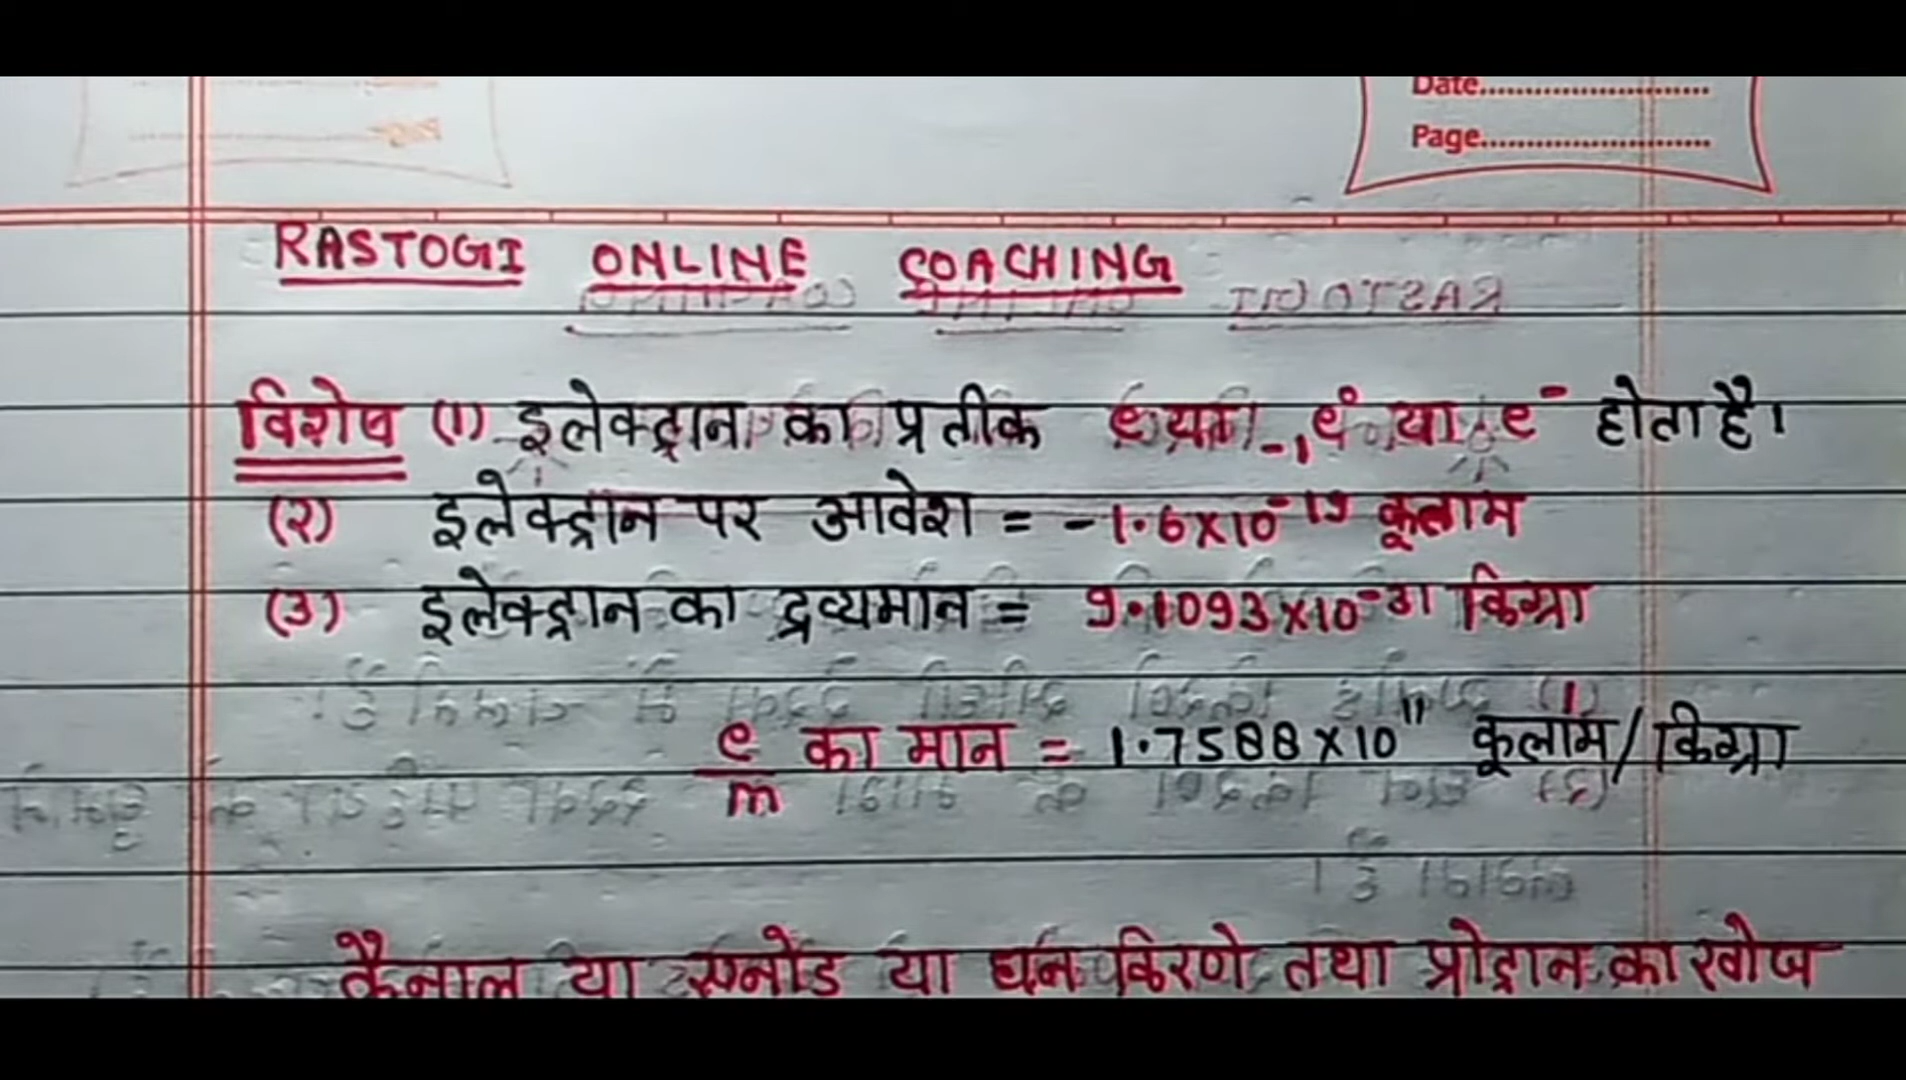 Date..............................
Page..............................
RASTOGI ONLINE COACHING
विशेष (1) इलेक्ट्रान का प्रतीक e या ₋₁e⁰ या e⁻ होता है।
(२) इलेक्ट्रान पर आवेश = -1.6×10⁻¹⁹ कूलाम
(3) इलेक्ट्रान का द्रव्यमान = 9.1093×10⁻³¹ किग्रा
e/m का मान = 1.7588×10¹¹ कूलाम/किग्रा
कैनाल या एनोड या धन किरणे तथा प्रोट्रान का खोज